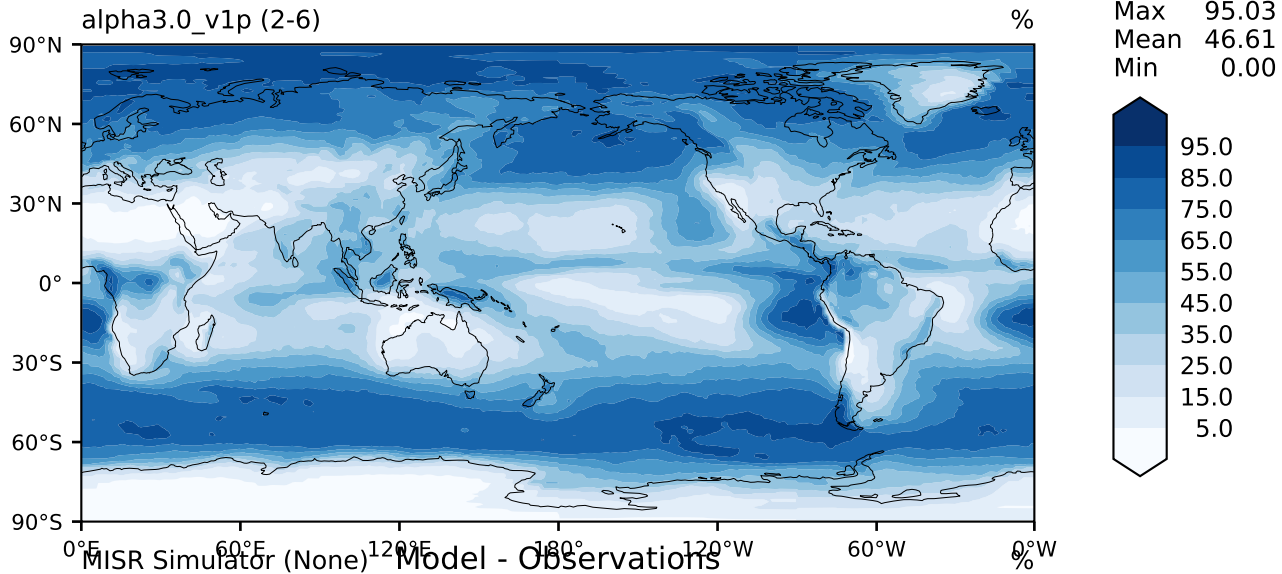 alpha3.0_v1p (2-6) %
Max 95.03
Mean 46.61
Min 0.00
90°N
60°N
30°N
0°
30°S
60°S
90°S
0°E 60°E 120°E 180° 120°W 60°W 0°W
95.0
85.0
75.0
65.0
55.0
45.0
35.0
25.0
15.0
5.0
MISR Simulator (None) Model - Observations %